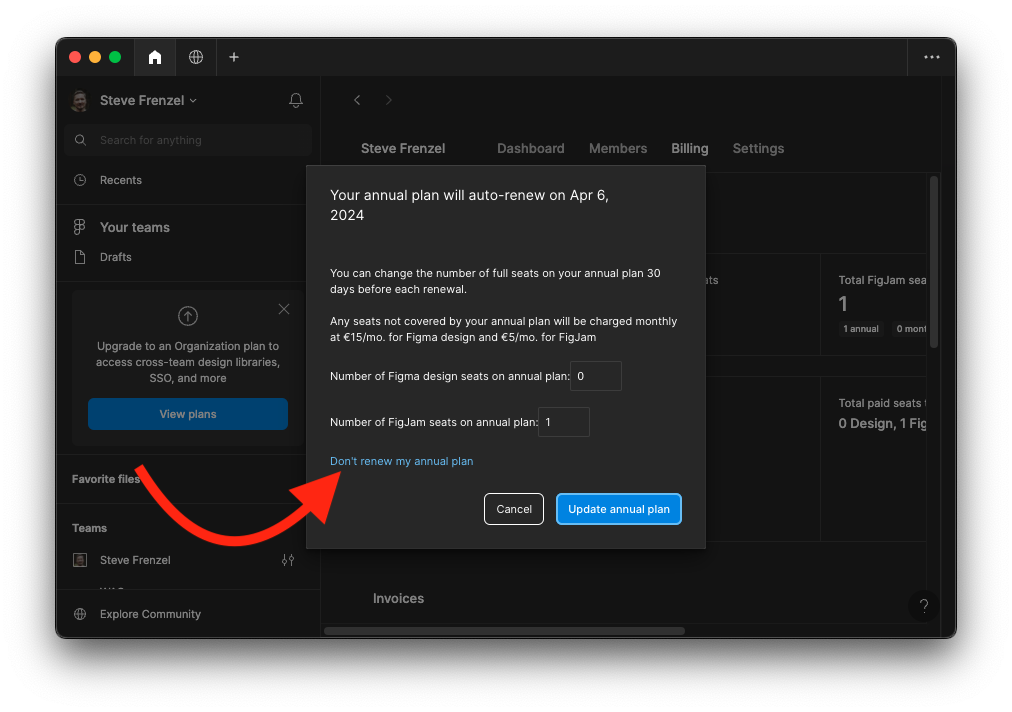 Steve Frenzel
Search for anything
Recents
Your teams
Drafts
Upgrade to an Organization plan to
access cross-team design libraries,
SSO, and more
View plans
Favorite files
Teams
Steve Frenzel
Explore Community
Steve Frenzel
Dashboard
Members
Billing
Settings
Your annual plan will auto-renew on Apr 6,
2024
You can change the number of full seats on your annual plan 30
days before each renewal.
Any seats not covered by your annual plan will be charged monthly
at €15/mo. for Figma design and €5/mo. for FigJam
Number of Figma design seats on annual plan: 0
Number of FigJam seats on annual plan: 1
Don't renew my annual plan
Cancel
Update annual plan
Total FigJam sea
1
1 annual
0 mont
Total paid seats
0 Design, 1 Fig
Invoices
?